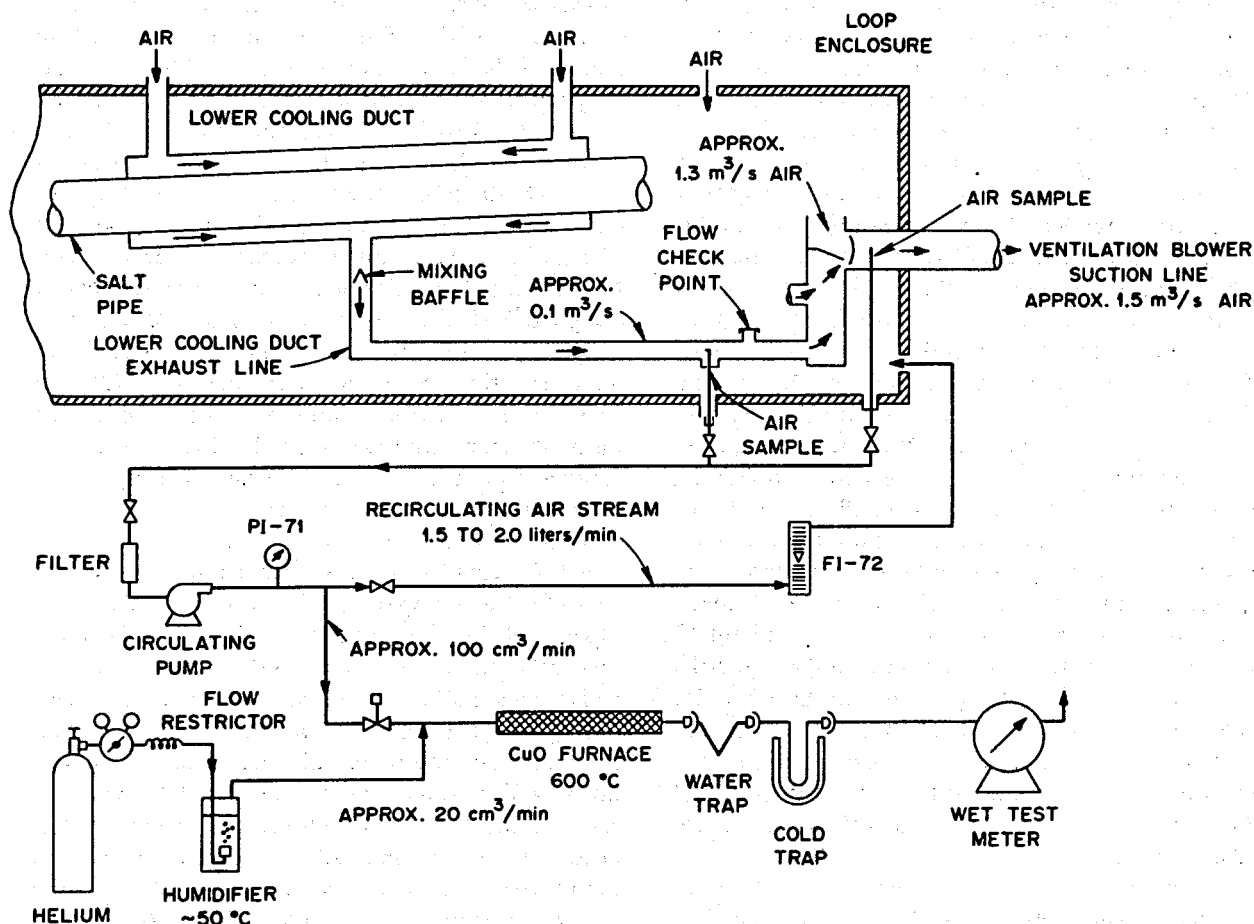 LOOP
ENCLOSURE
AIR
AIR
AIR
LOWER COOLING DUCT
APPROX.
1.3 m³/s AIR
AIR SAMPLE
SALT
PIPE
MIXING
BAFFLE
FLOW
CHECK
POINT
VENTILATION BLOWER
SUCTION LINE
APPROX. 1.5 m³/s AIR
APPROX.
0.1 m³/s
LOWER COOLING DUCT
EXHAUST LINE
AIR
SAMPLE
RECIRCULATING AIR STREAM
1.5 TO 2.0 liters/min
PI-71
FILTER
FI-72
CIRCULATING
PUMP
APPROX. 100 cm³/min
FLOW
RESTRICTOR
CuO FURNACE
600 °C
WATER
TRAP
APPROX. 20 cm³/min
COLD
TRAP
WET TEST
METER
HELIUM
HUMIDIFIER
~50 °C